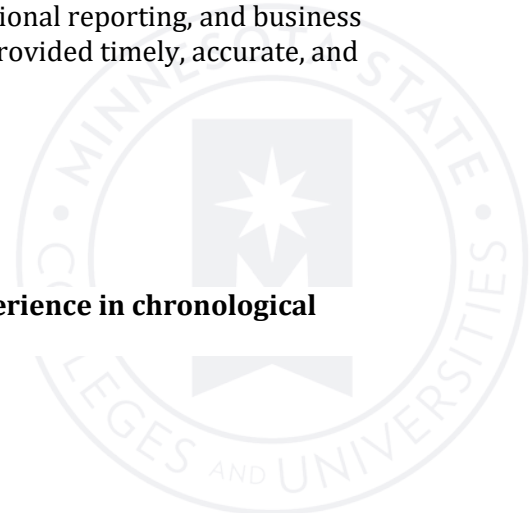 ional reporting, and business
rovided timely, accurate, and
MINNESOTA STATE
erience in chronological
COLLEGES AND UNIVERSITIES